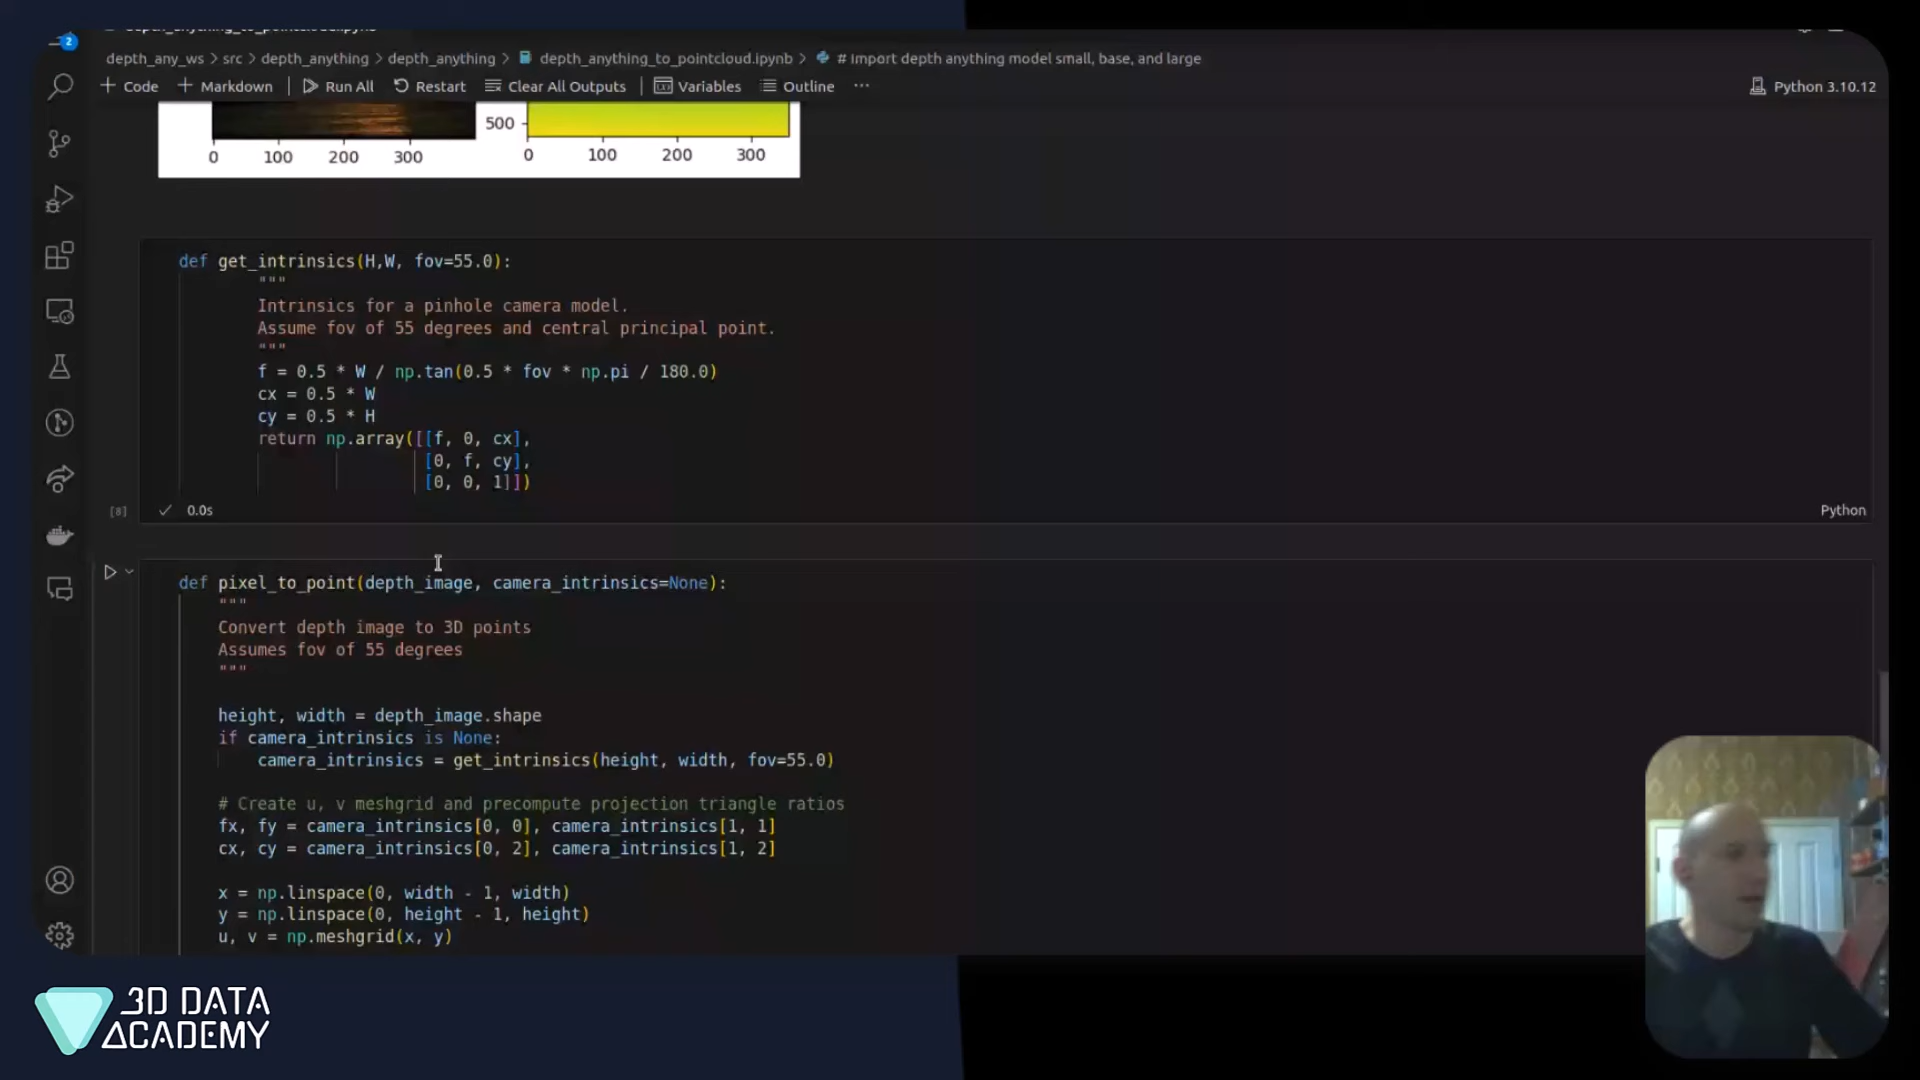 depth_anything_to_pointcloud.ipynb
2
depth_any_ws > src > depth_anything > depth_anything > depth_anything_to_pointcloud.ipynb > # Import depth anything model small, base, and large
+ Code + Markdown Run All Restart Clear All Outputs Variables Outline ··· Python 3.10.12
500
0 100 200 300
0 100 200 300
def get_intrinsics(H,W, fov=55.0):
"""
Intrinsics for a pinhole camera model.
Assume fov of 55 degrees and central principal point.
"""
f = 0.5 * W / np.tan(0.5 * fov * np.pi / 180.0)
cx = 0.5 * W
cy = 0.5 * H
return np.array([[f, 0, cx],
[0, f, cy],
[0, 0, 1]])
[8] ✓ 0.0s Python
def pixel_to_point(depth_image, camera_intrinsics=None):
"""
Convert depth image to 3D points
Assumes fov of 55 degrees
"""
height, width = depth_image.shape
if camera_intrinsics is None:
camera_intrinsics = get_intrinsics(height, width, fov=55.0)
# Create u, v meshgrid and precompute projection triangle ratios
fx, fy = camera_intrinsics[0, 0], camera_intrinsics[1, 1]
cx, cy = camera_intrinsics[0, 2], camera_intrinsics[1, 2]
x = np.linspace(0, width - 1, width)
y = np.linspace(0, height - 1, height)
u, v = np.meshgrid(x, y)
3D DATA
ACADEMY